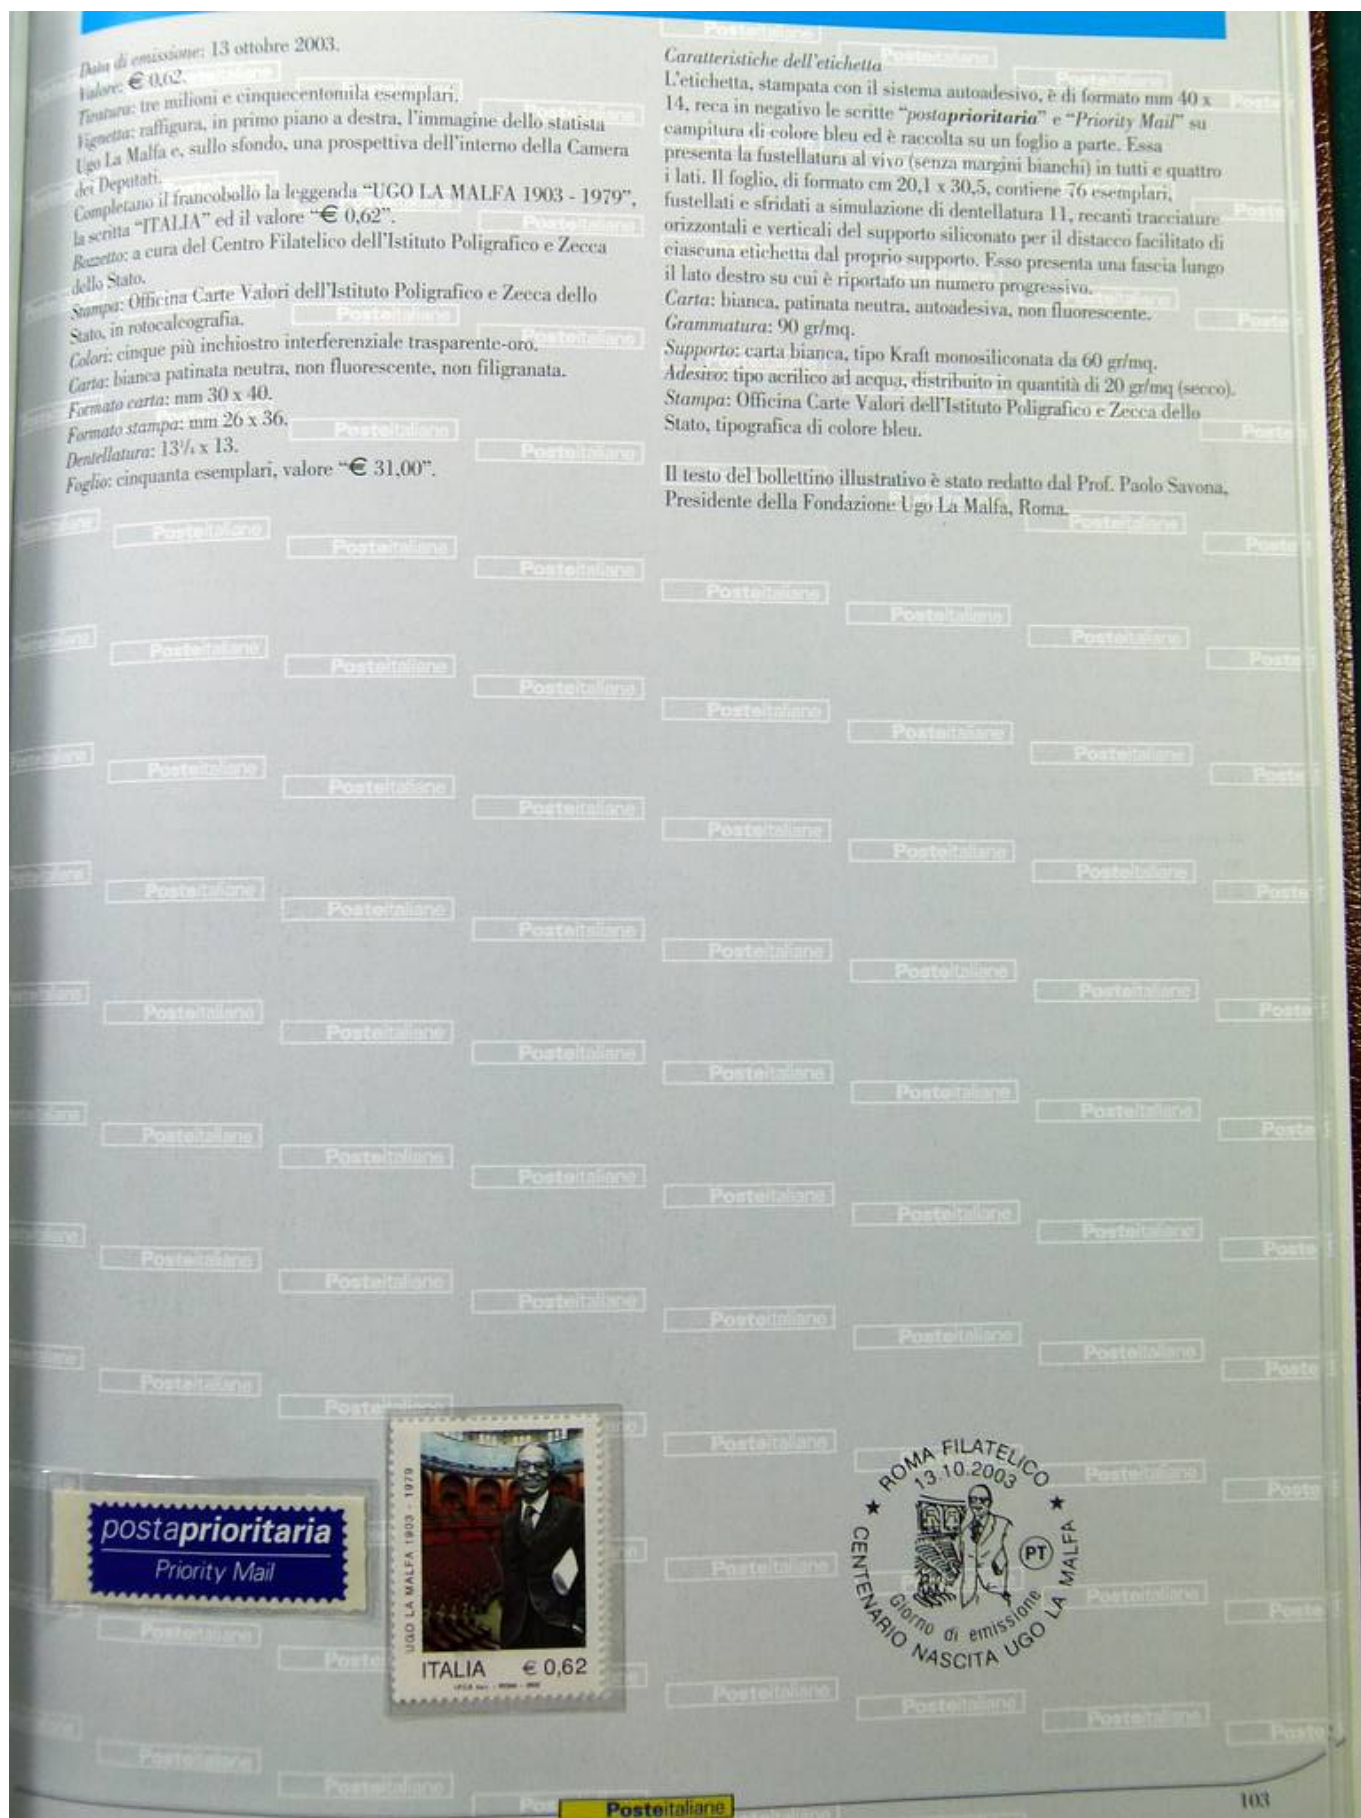 Data di emissione: 13 ottobre 2003.
Valore: € 0,62.
Tiratura: tre milioni e cinquecentomila esemplari.
Vignetta: raffigura, in primo piano a destra, l'immagine dello statista
Ugo La Malfa e, sullo sfondo, una prospettiva dell'interno della Camera
dei Deputati.
Completano il francobollo la leggenda “UGO LA MALFA 1903 - 1979”,
la scritta “ITALIA” ed il valore “€ 0,62”.
Bozzetto: a cura del Centro Filatelico dell'Istituto Poligrafico e Zecca
dello Stato.
Stampa: Officina Carte Valori dell'Istituto Poligrafico e Zecca dello
Stato, in rotocalcografia.
Colori: cinque più inchiostro interferenziale trasparente-oro.
Carta: bianca patinata neutra, non fluorescente, non filigranata.
Formato carta: mm 30 x 40.
Formato stampa: mm 26 x 36.
Dentellatura: 13¼ x 13.
Foglio: cinquanta esemplari, valore “€ 31,00”.
Caratteristiche dell'etichetta
L'etichetta, stampata con il sistema autoadesivo, è di formato mm 40 x
14, reca in negativo le scritte “postaprioritaria” e “Priority Mail” su
campitura di colore bleu ed è raccolta su un foglio a parte. Essa
presenta la fustellatura al vivo (senza margini bianchi) in tutti e quattro
i lati. Il foglio, di formato cm 20,1 x 30,5, contiene 76 esemplari,
fustellati e sfridati a simulazione di dentellatura 11, recanti tracciature
orizzontali e verticali del supporto siliconato per il distacco facilitato di
ciascuna etichetta dal proprio supporto. Esso presenta una fascia lungo
il lato destro su cui è riportato un numero progressivo.
Carta: bianca, patinata neutra, autoadesiva, non fluorescente.
Grammatura: 90 gr/mq.
Supporto: carta bianca, tipo Kraft monosiliconata da 60 gr/mq.
Adesivo: tipo acrilico ad acqua, distribuito in quantità di 20 gr/mq (secco).
Stampa: Officina Carte Valori dell'Istituto Poligrafico e Zecca dello
Stato, tipografica di colore bleu.
Il testo del bollettino illustrativo è stato redatto dal Prof. Paolo Savona,
Presidente della Fondazione Ugo La Malfa, Roma.
postaprioritaria
Priority Mail
UGO LA MALFA 1903 - 1979
ITALIA € 0,62
ROMA FILATELICO
13.10.2003
PT
Giorno di emissione
CENTENARIO NASCITA UGO LA MALFA
Posteitaliane
103